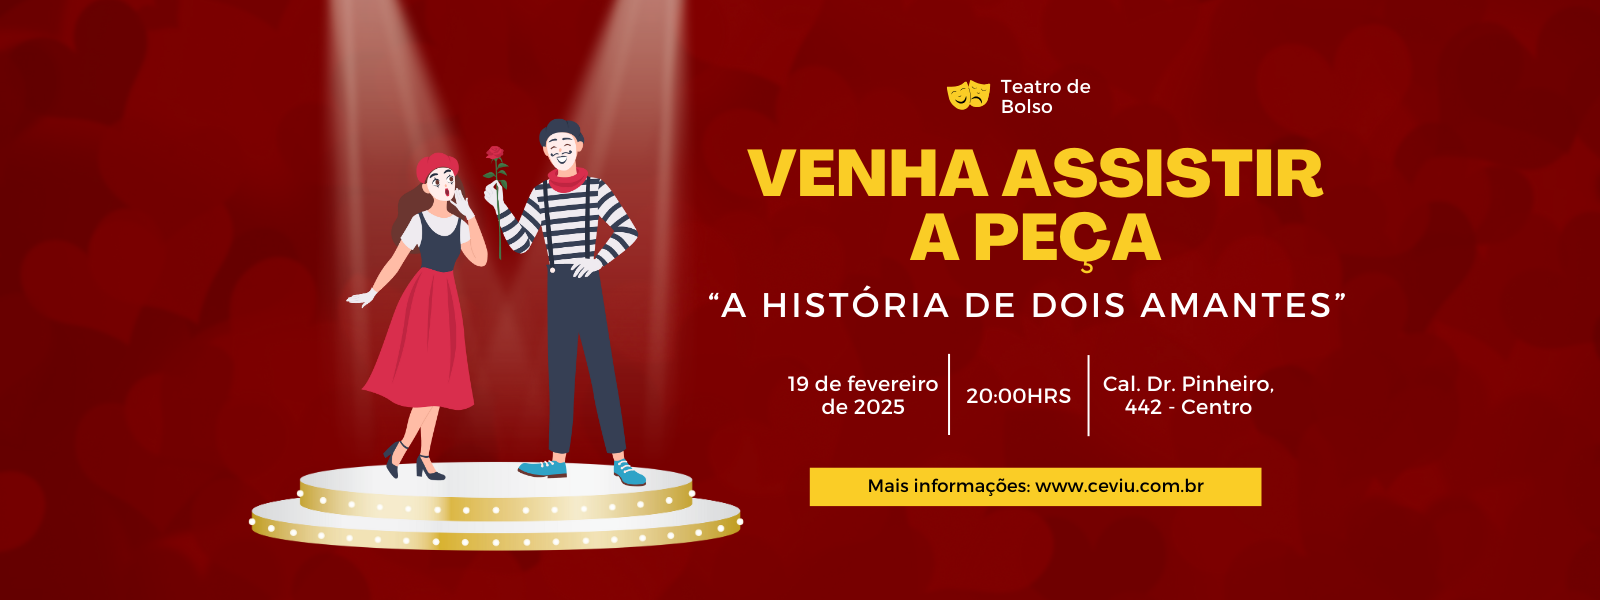 Teatro de
Bolso
VENHA ASSISTIR
A PEÇA
“A HISTÓRIA DE DOIS AMANTES”
19 de fevereiro
de 2025
20:00HRS
Cal. Dr. Pinheiro,
442 - Centro
Mais informações: www.ceviu.com.br